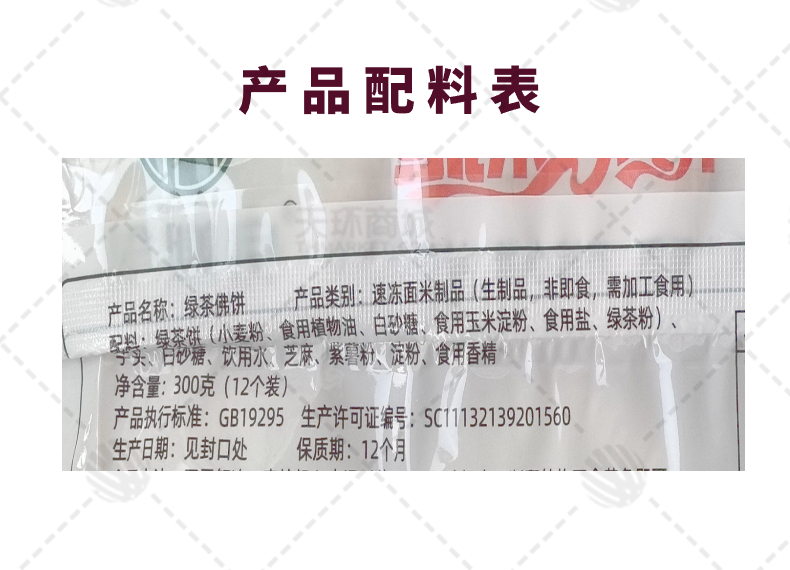 产品配料表
天环商城
产品名称：绿茶佛饼 产品类别：速冻面米制品（生制品，非即食，需加工食用）
配料：绿茶饼（小麦粉、食用植物油、白砂糖、食用玉米淀粉、食用盐、绿茶粉）、
芋头、白砂糖、饮用水、芝麻、紫薯粉、淀粉、食用香精
净含量：300克（12个装）
产品执行标准：GB19295 生产许可证编号：SC11132139201560
生产日期：见封口处 保质期：12个月